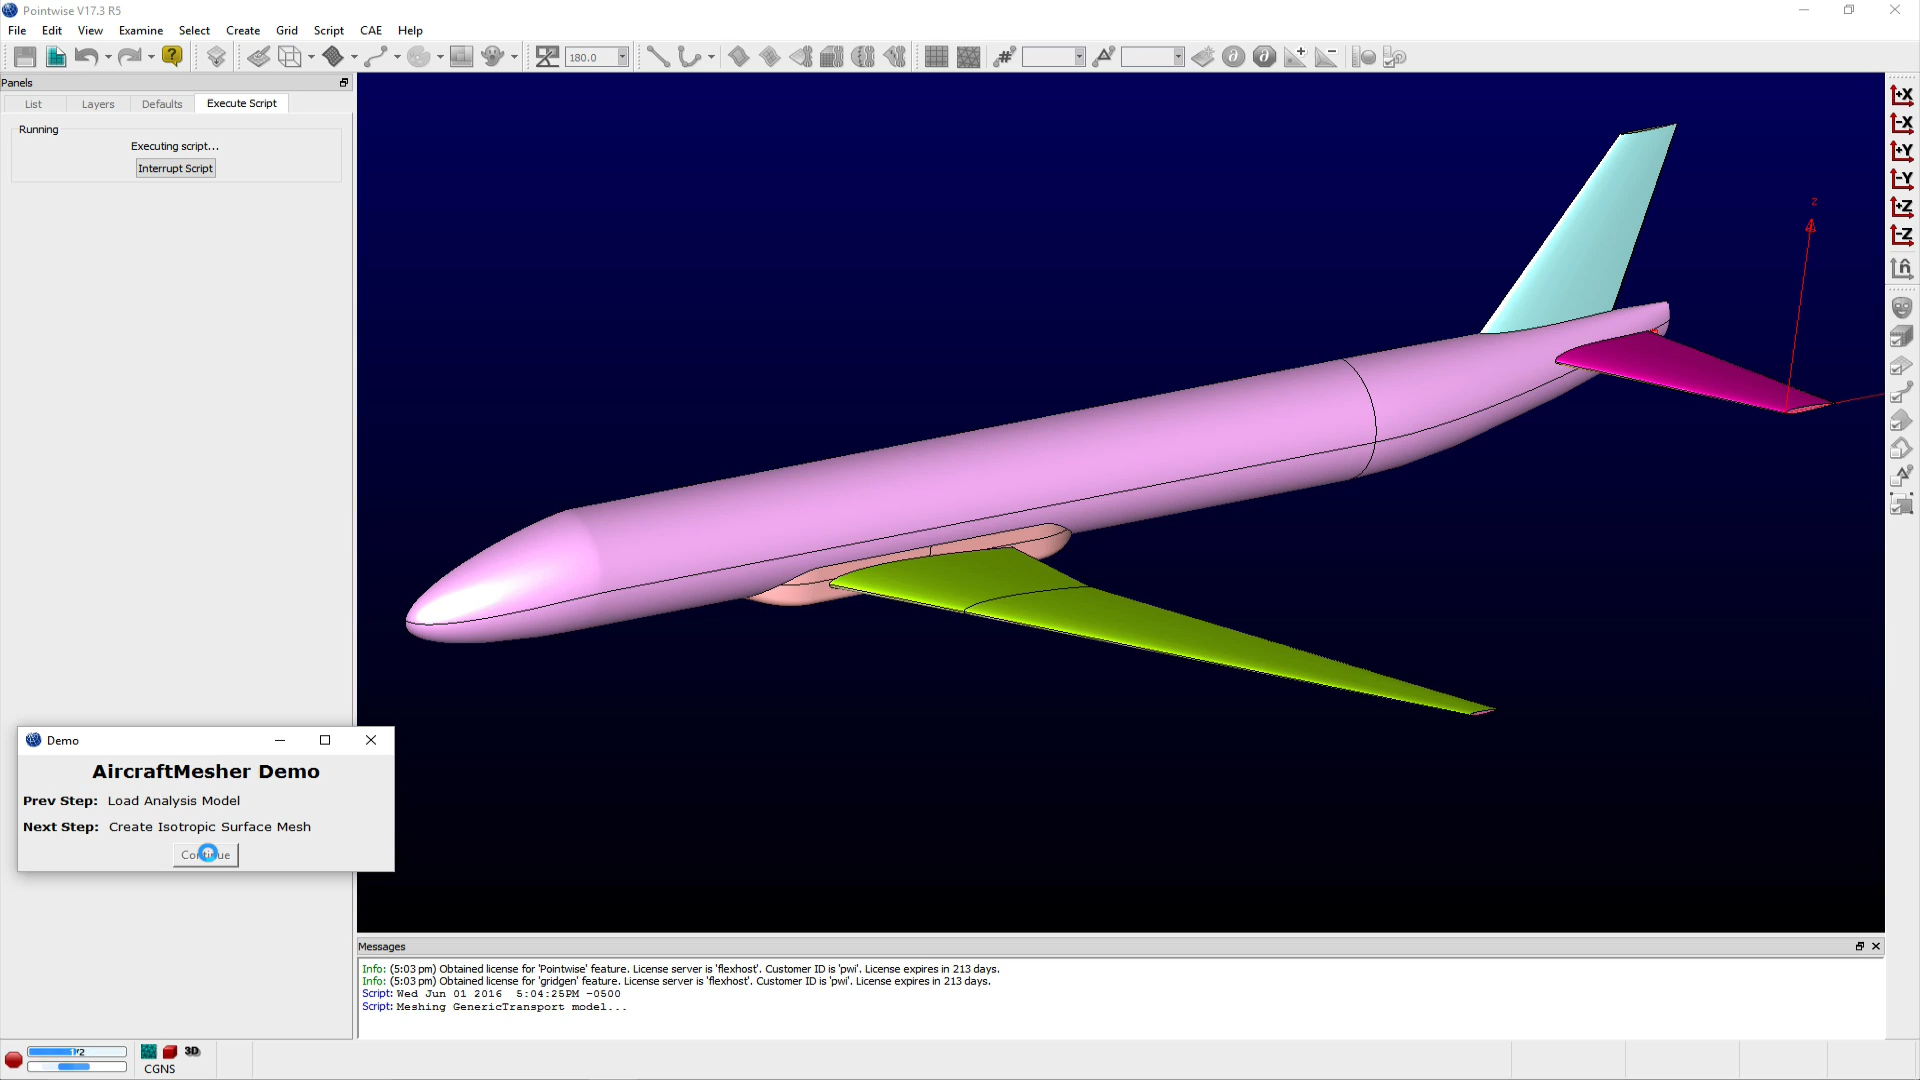 Pointwise V17.3 R5
File Edit View Examine Select Create Grid Script CAE Help
180.0
Panels
List Layers Defaults Execute Script
Running
Executing script...
Interrupt Script
+X
-X
+Y
-Y
+Z
-Z
n̂
z
Demo
AircraftMesher Demo
Prev Step: Load Analysis Model
Next Step: Create Isotropic Surface Mesh
Continue
Messages
Info: (5:03 pm) Obtained license for 'Pointwise' feature. License server is 'flexhost'. Customer ID is 'pwi'. License expires in 213 days.
Info: (5:03 pm) Obtained license for 'gridgen' feature. License server is 'flexhost'. Customer ID is 'pwi'. License expires in 213 days.
Script: Wed Jun 01 2016 5:04:25PM -0500
Script: Meshing GenericTransport model...
1/2
3D
CGNS